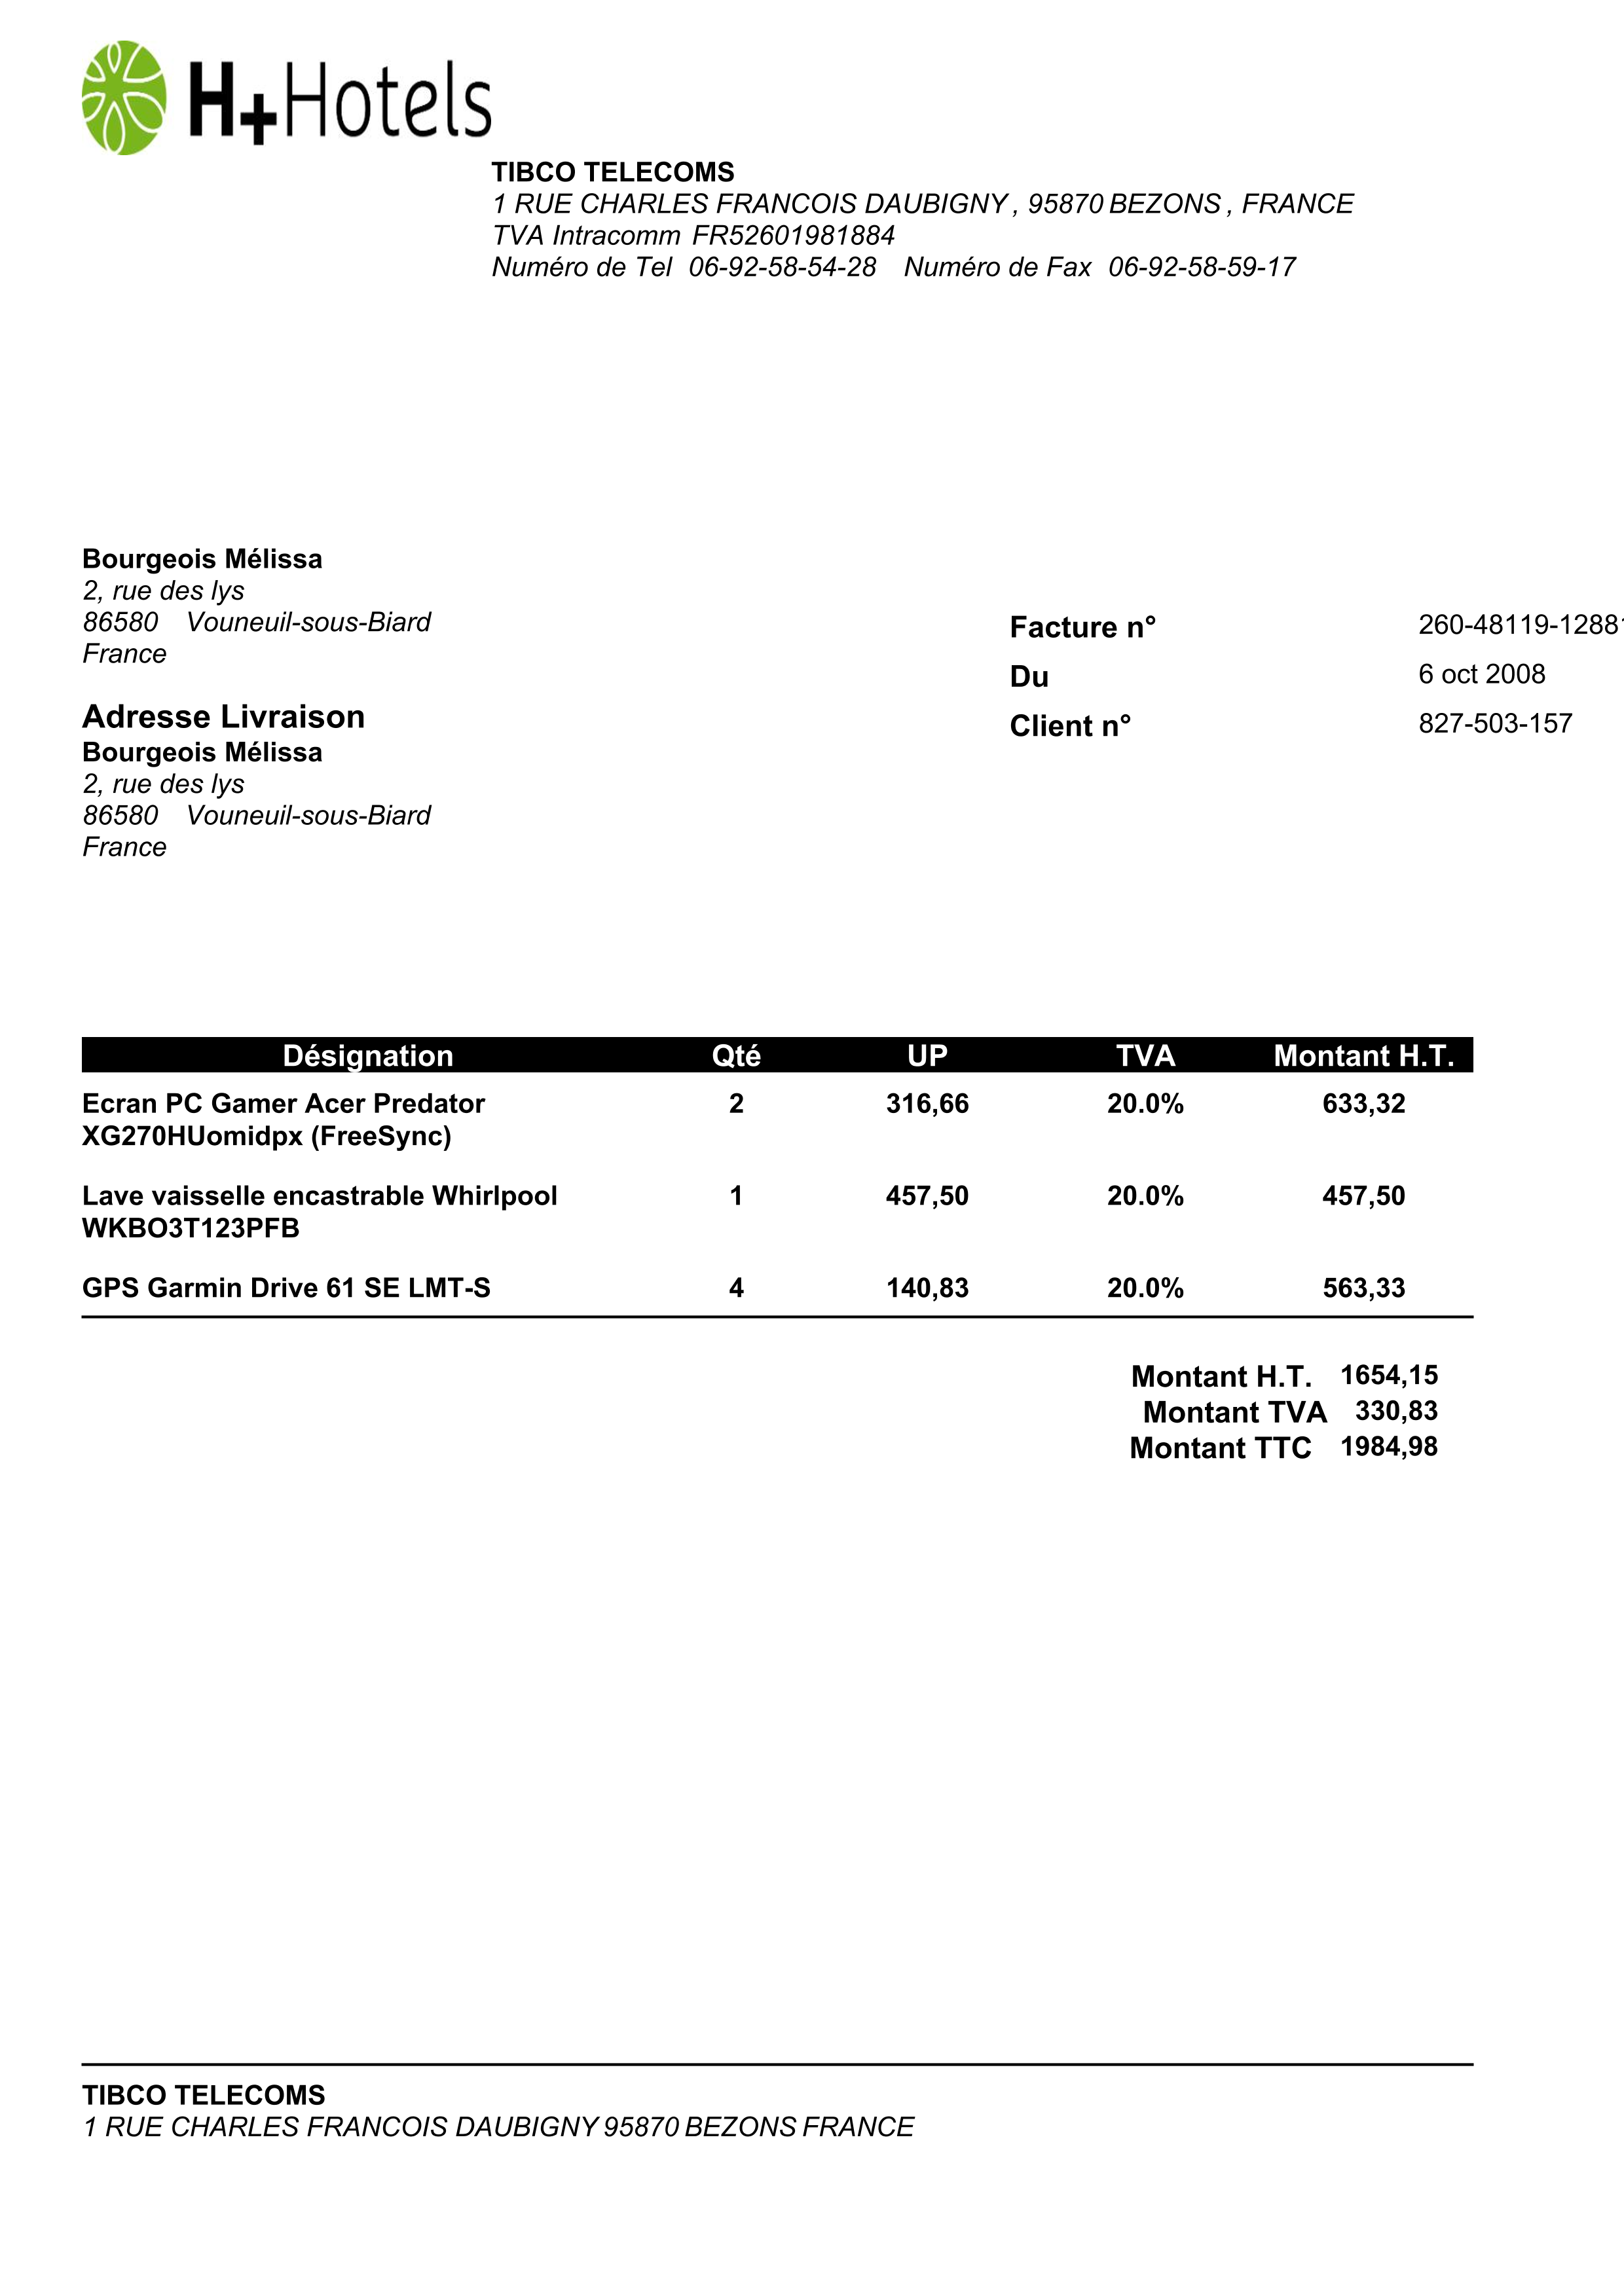 H+Hotels
TIBCO TELECOMS
1 RUE CHARLES FRANCOIS DAUBIGNY , 95870 BEZONS , FRANCE
TVA Intracomm FR52601981884
Numéro de Tel 06-92-58-54-28 Numéro de Fax 06-92-58-59-17
Bourgeois Mélissa
2, rue des lys
86580 Vouneuil-sous-Biard
France
Facture n° 260-48119-12881
Du 6 oct 2008
Client n° 827-503-157
Adresse Livraison
Bourgeois Mélissa
2, rue des lys
86580 Vouneuil-sous-Biard
France
Désignation Qté UP TVA Montant H.T.
Ecran PC Gamer Acer Predator 2 316,66 20.0% 633,32
XG270HUomidpx (FreeSync)
Lave vaisselle encastrable Whirlpool 1 457,50 20.0% 457,50
WKBO3T123PFB
GPS Garmin Drive 61 SE LMT-S 4 140,83 20.0% 563,33
Montant H.T. 1654,15
Montant TVA 330,83
Montant TTC 1984,98
TIBCO TELECOMS
1 RUE CHARLES FRANCOIS DAUBIGNY 95870 BEZONS FRANCE